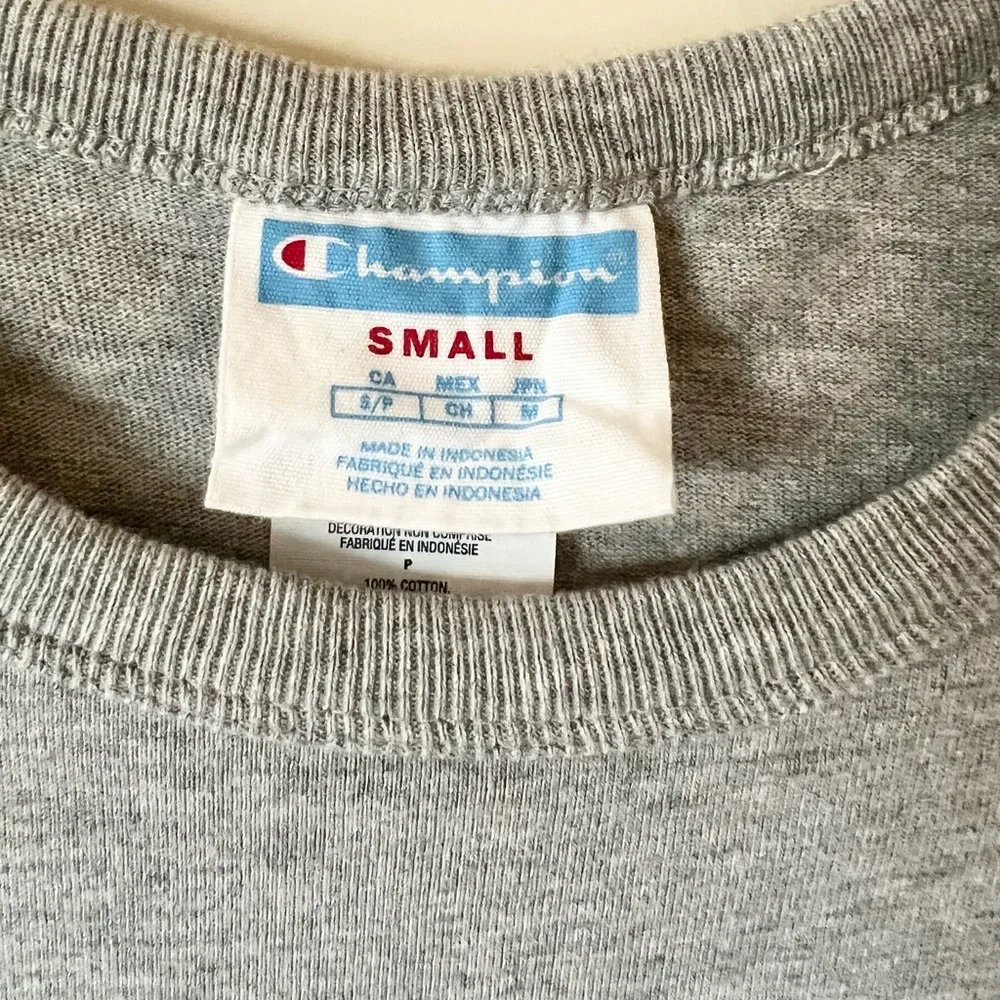 Champion
SMALL
CA MEX JPN
S/P CH M
MADE IN INDONESIA
FABRIQUÉ EN INDONÉSIE
HECHO EN INDONESIA
DECORATION NON COMPRISE
FABRIQUÉ EN INDONÉSIE
P
100% COTTON.